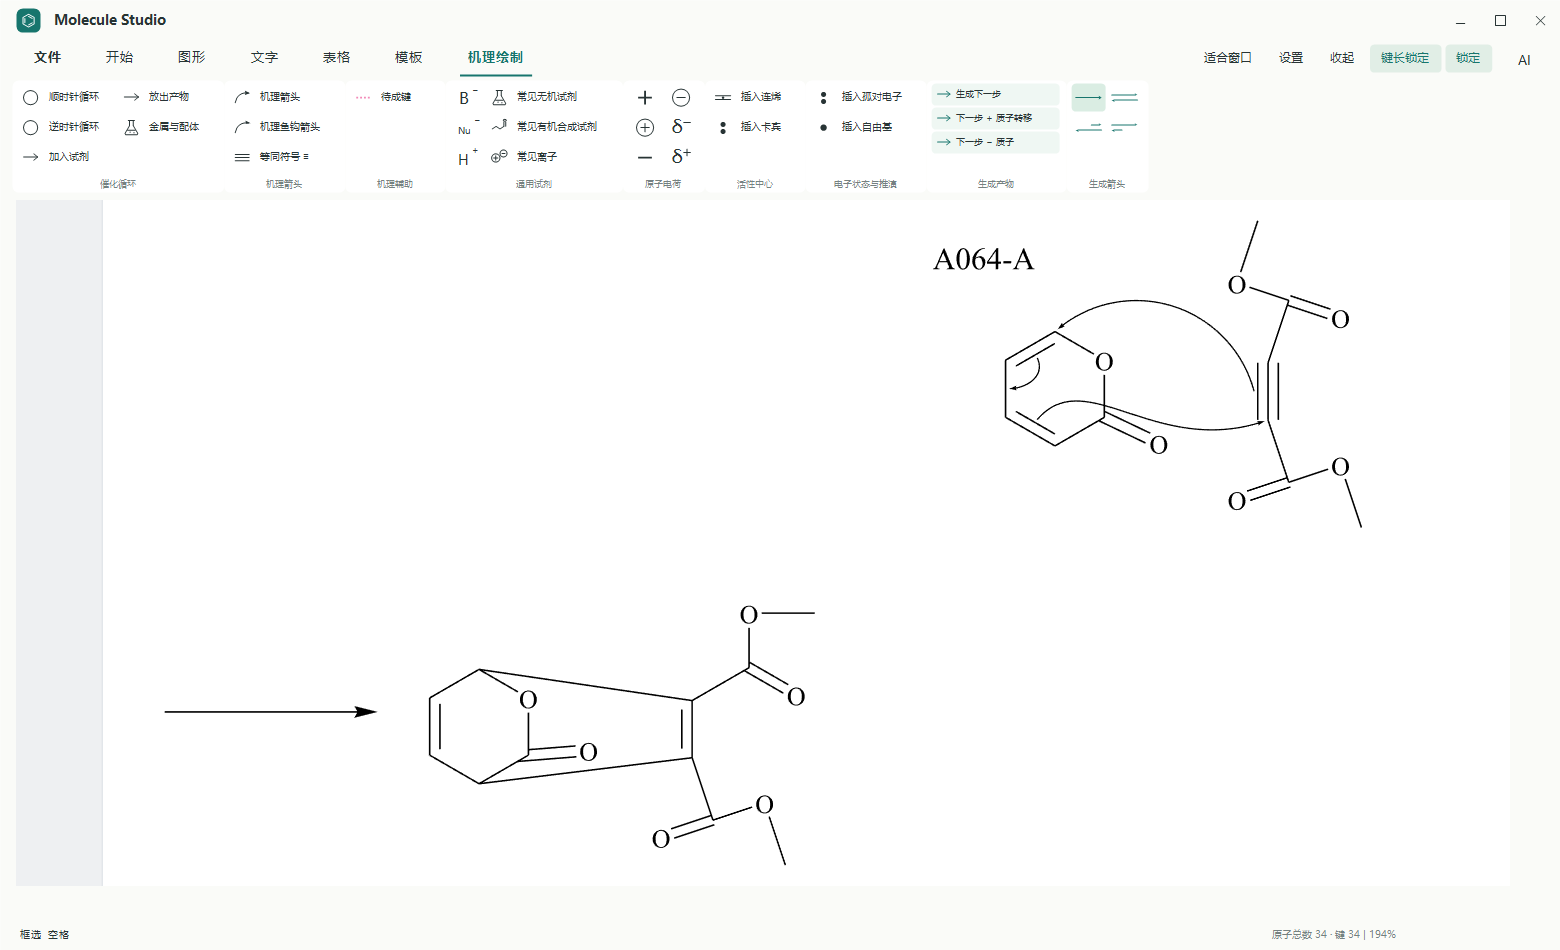 Molecule Studio
文件 开始 图形 文字 表格 模板 机理绘制 适合窗口 设置 收起 键长锁定 锁定 AI
顺时针循环 放出产物
逆时针循环 金属与配体
加入试剂
催化循环
机理箭头
机理鱼钩箭头
等同符号 ≡
机理箭头
待成键
机理辅助
B⁻ 常见无机试剂
Nu⁻ 常见有机合成试剂
H⁺ 常见离子
通用试剂
+ ⊖
⊕ δ⁻
− δ⁺
原子电荷
插入连烯
插入卡宾
活性中心
插入孤对电子
插入自由基
电子状态与推演
生成下一步
下一步 + 质子转移
下一步 − 质子
生成产物
生成箭头
A064-A
O
O
O
O
O
O
O
O
O
O
O
O
框选 空格
原子总数 34 · 键 34 | 194%